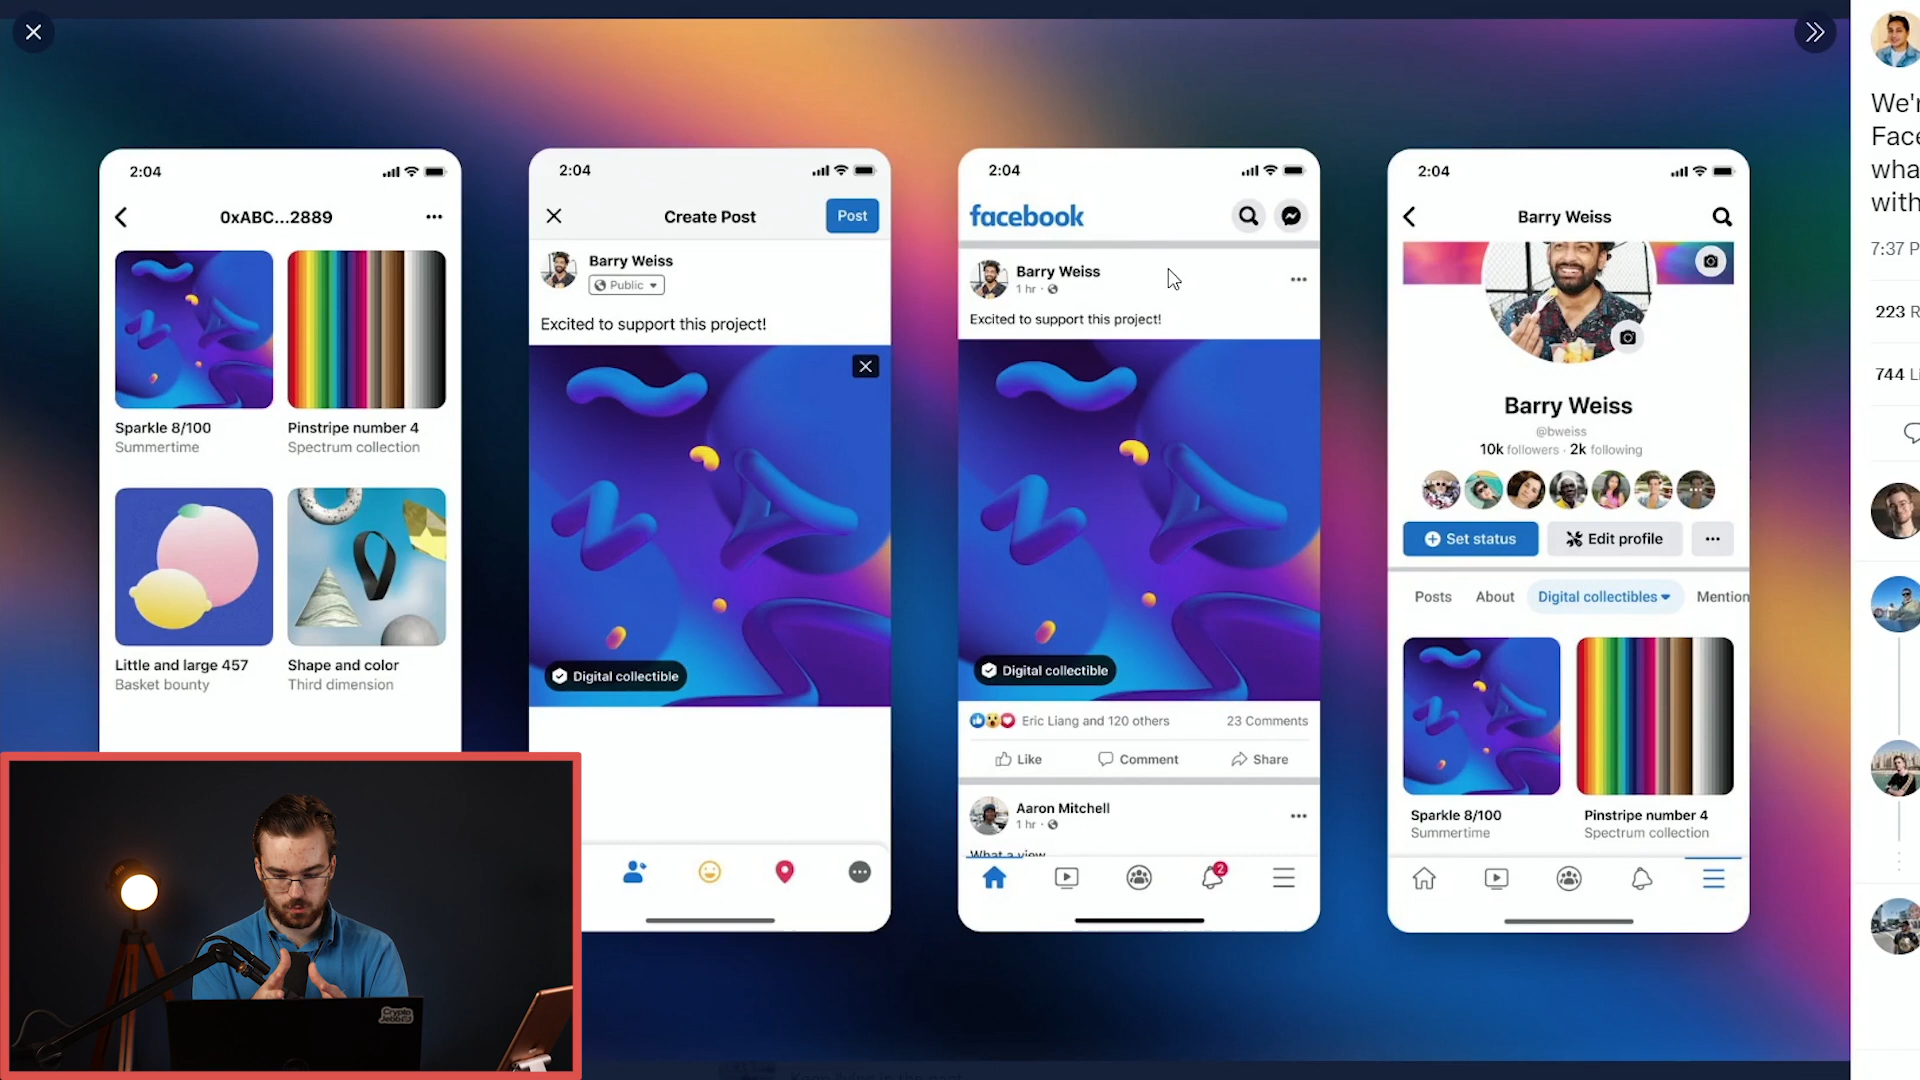 2:04
0xABC...2889
Sparkle 8/100
Summertime
Pinstripe number 4
Spectrum collection
Little and large 457
Basket bounty
Shape and color
Third dimension
2:04
Create Post
Post
Barry Weiss
Public
Excited to support this project!
Digital collectible
2:04
facebook
Barry Weiss
1 hr ·
Excited to support this project!
Digital collectible
Eric Liang and 120 others
23 Comments
Like
Comment
Share
Aaron Mitchell
1 hr ·
What a view
2
2:04
Barry Weiss
Barry Weiss
@bweiss
10k followers · 2k following
Set status
Edit profile
Posts
About
Digital collectibles
Mention
Sparkle 8/100
Summertime
Pinstripe number 4
Spectrum collection
We'r
Face
wha
with
7:37 P
223 R
744 Li
Crypto